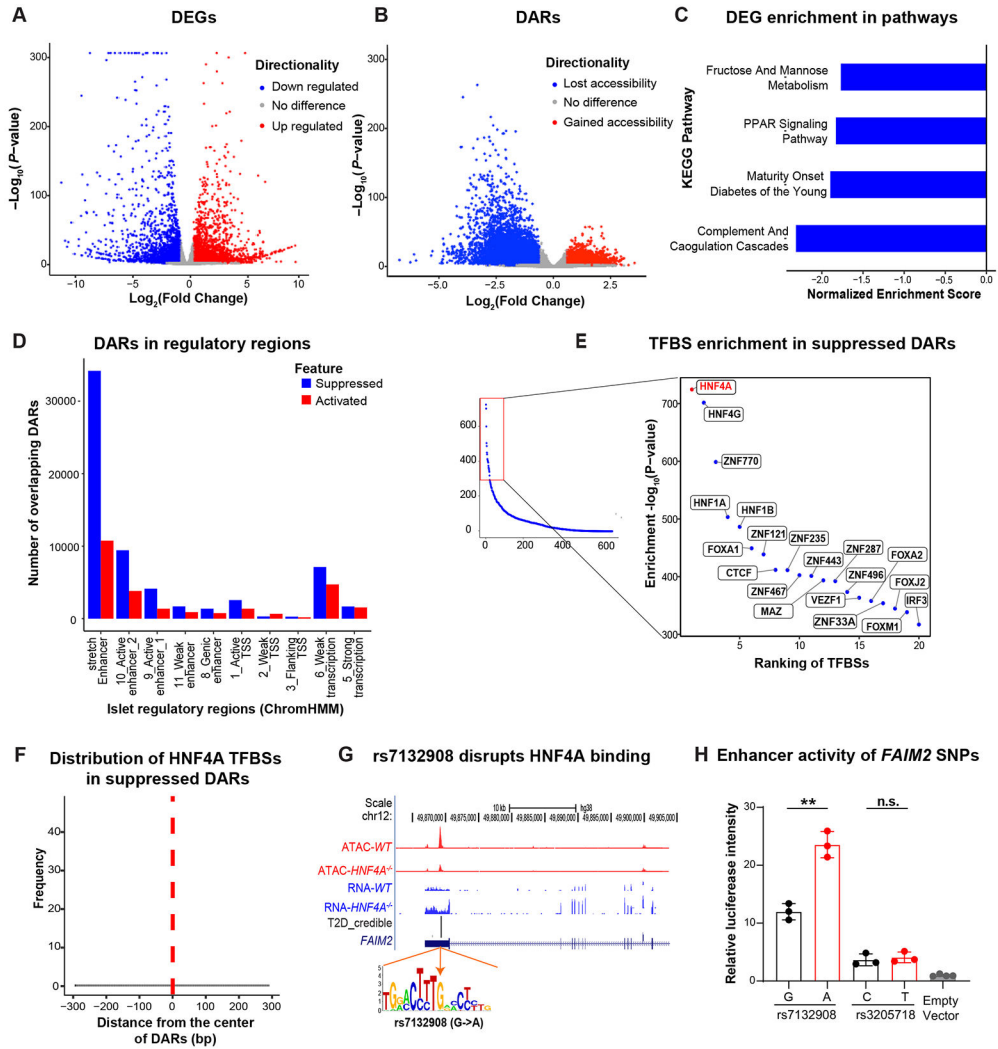 A
DEGs
−Log10(P−value)
300
200
100
0
−10
−5
0
5
10
Log2(Fold Change)
Directionality
Down regulated
No difference
Up regulated
B
DARs
−Log10(P−value)
300
250
200
150
100
50
0
−5.0
−2.5
0.0
2.5
Log2(Fold Change)
Directionality
Lost accessibility
No difference
Gained accessibility
C
DEG enrichment in pathways
KEGG Pathway
Fructose And Mannose
Metabolism
PPAR Signaling
Pathway
Maturity Onset
Diabetes of the Young
Complement And
Caogulation Cascades
−2.0
−1.5
−1.0
−0.5
0.0
Normalized Enrichment Score
D
DARs in regulatory regions
Number of overlapping DARs
30000
20000
10000
0
Feature
Suppressed
Activated
stretch
Enhancer
10_Active
enhancer_2
9_Active
enhancer_1
11_Weak
enhancer
8_Genic
enhancer
1_Active
TSS
2_Weak
TSS
3_Flanking
TSS
6_Weak
transcription
5_Strong
transcription
Islet regulatory regions (ChromHMM)
E
TFBS enrichment in suppressed DARs
600
400
200
0
0
200
400
600
Enrichment -log10(P−value)
700
600
500
400
300
HNF4A
HNF4G
ZNF770
HNF1A
HNF1B
FOXA1
ZNF121
ZNF235
CTCF
ZNF443
ZNF287
FOXA2
ZNF467
ZNF496
FOXJ2
MAZ
VEZF1
IRF3
ZNF33A
FOXM1
5
10
15
20
Ranking of TFBSs
F
Distribution of HNF4A TFBSs
in suppressed DARs
Frequency
40
30
20
10
0
−300
−200
−100
0
100
200
300
Distance from the center
of DARs (bp)
G
rs7132908 disrupts HNF4A binding
Scale
10 kb
hg38
chr12:
49,870,000
49,875,000
49,880,000
49,885,000
49,890,000
49,895,000
49,900,000
49,905,000
ATAC-WT
ATAC-HNF4A-/-
RNA-WT
RNA-HNF4A-/-
T2D_credible
FAIM2
5
4
3
2
1
0
rs7132908 (G->A)
H
Enhancer activity of FAIM2 SNPs
Relative luciferease intensity
30
20
10
0
**
n.s.
G
A
C
T
Empty
Vector
rs7132908
rs3205718